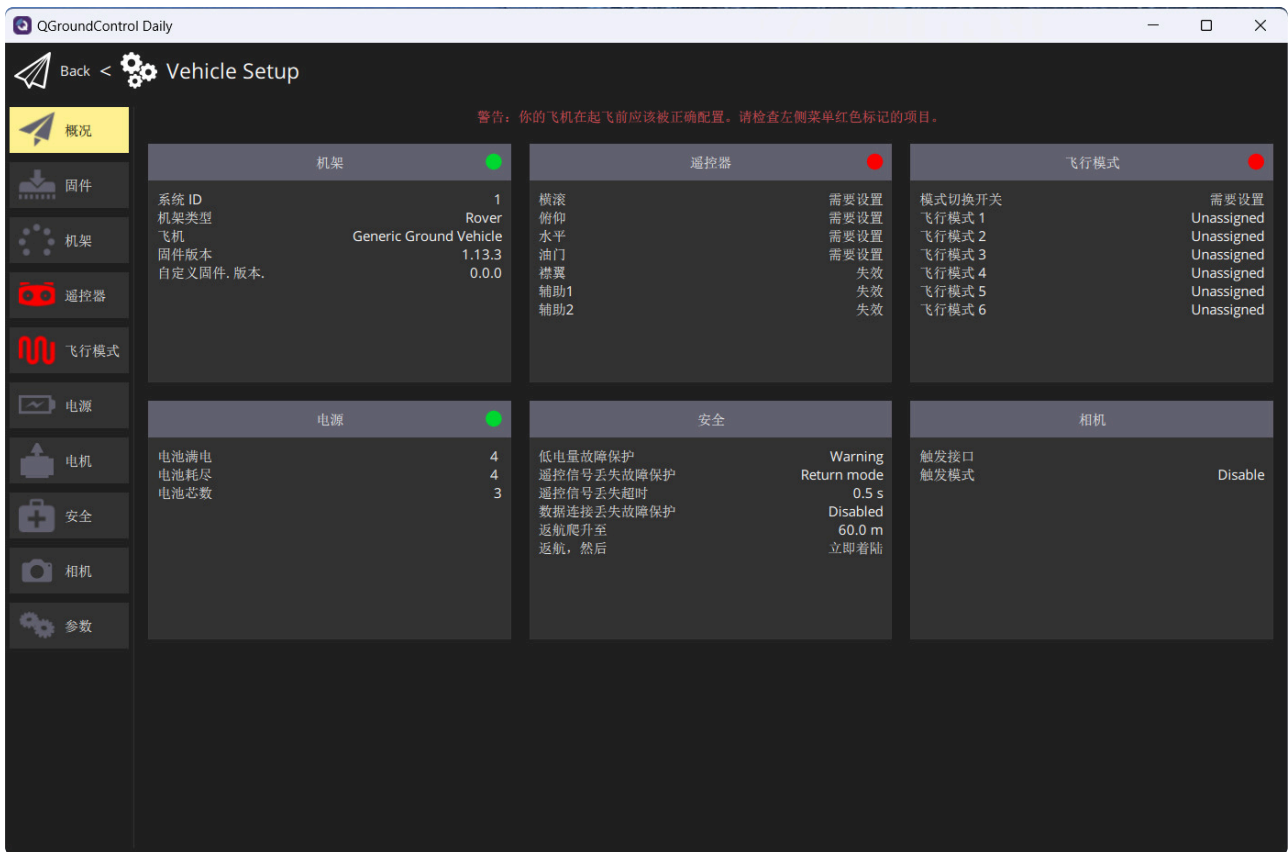 QGroundControl Daily
Back < Vehicle Setup
概况
固件
机架
遥控器
飞行模式
电源
电机
安全
相机
参数
警告：你的飞机在起飞前应该被正确配置。请检查左侧菜单红色标记的项目。
机架
系统 ID 1
机架类型 Rover
飞机 Generic Ground Vehicle
固件版本 1.13.3
自定义固件. 版本. 0.0.0
遥控器
横滚 需要设置
俯仰 需要设置
水平 需要设置
油门 需要设置
襟翼 失效
辅助1 失效
辅助2 失效
飞行模式
模式切换开关 需要设置
飞行模式 1 Unassigned
飞行模式 2 Unassigned
飞行模式 3 Unassigned
飞行模式 4 Unassigned
飞行模式 5 Unassigned
飞行模式 6 Unassigned
电源
电池满电 4
电池耗尽 4
电池芯数 3
安全
低电量故障保护 Warning
遥控信号丢失故障保护 Return mode
遥控信号丢失超时 0.5 s
数据连接丢失故障保护 Disabled
返航爬升至 60.0 m
返航，然后 立即着陆
相机
触发接口
触发模式 Disable